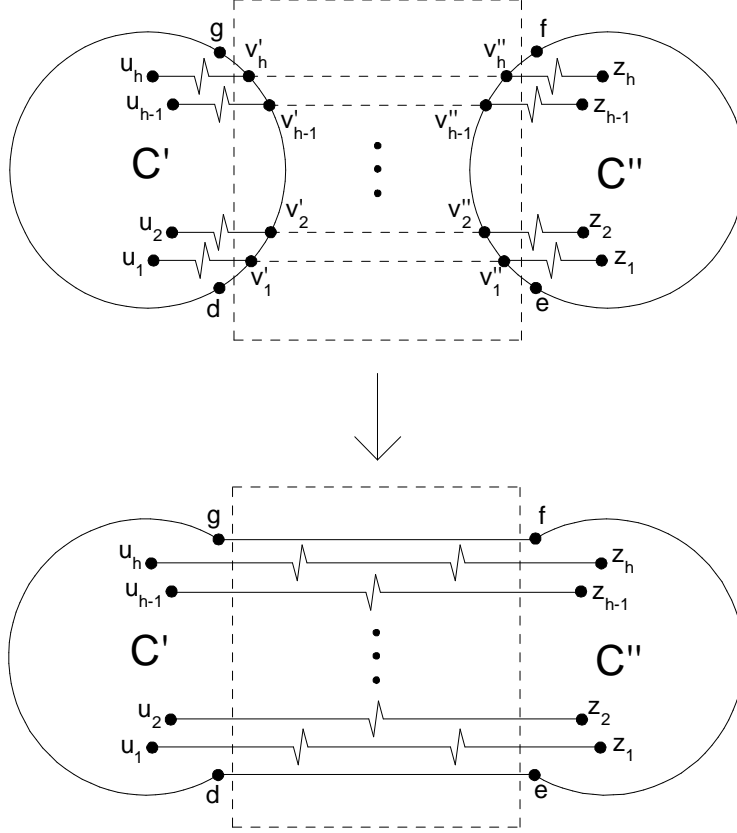 g f
u_h v'_h v''_h z_h
u_{h-1} v'_{h-1} v''_{h-1} z_{h-1}
C' C''
u_2 v'_2 v''_2 z_2
u_1 v'_1 v''_1 z_1
d e
g f
u_h z_h
u_{h-1} z_{h-1}
C' C''
u_2 z_2
u_1 z_1
d e